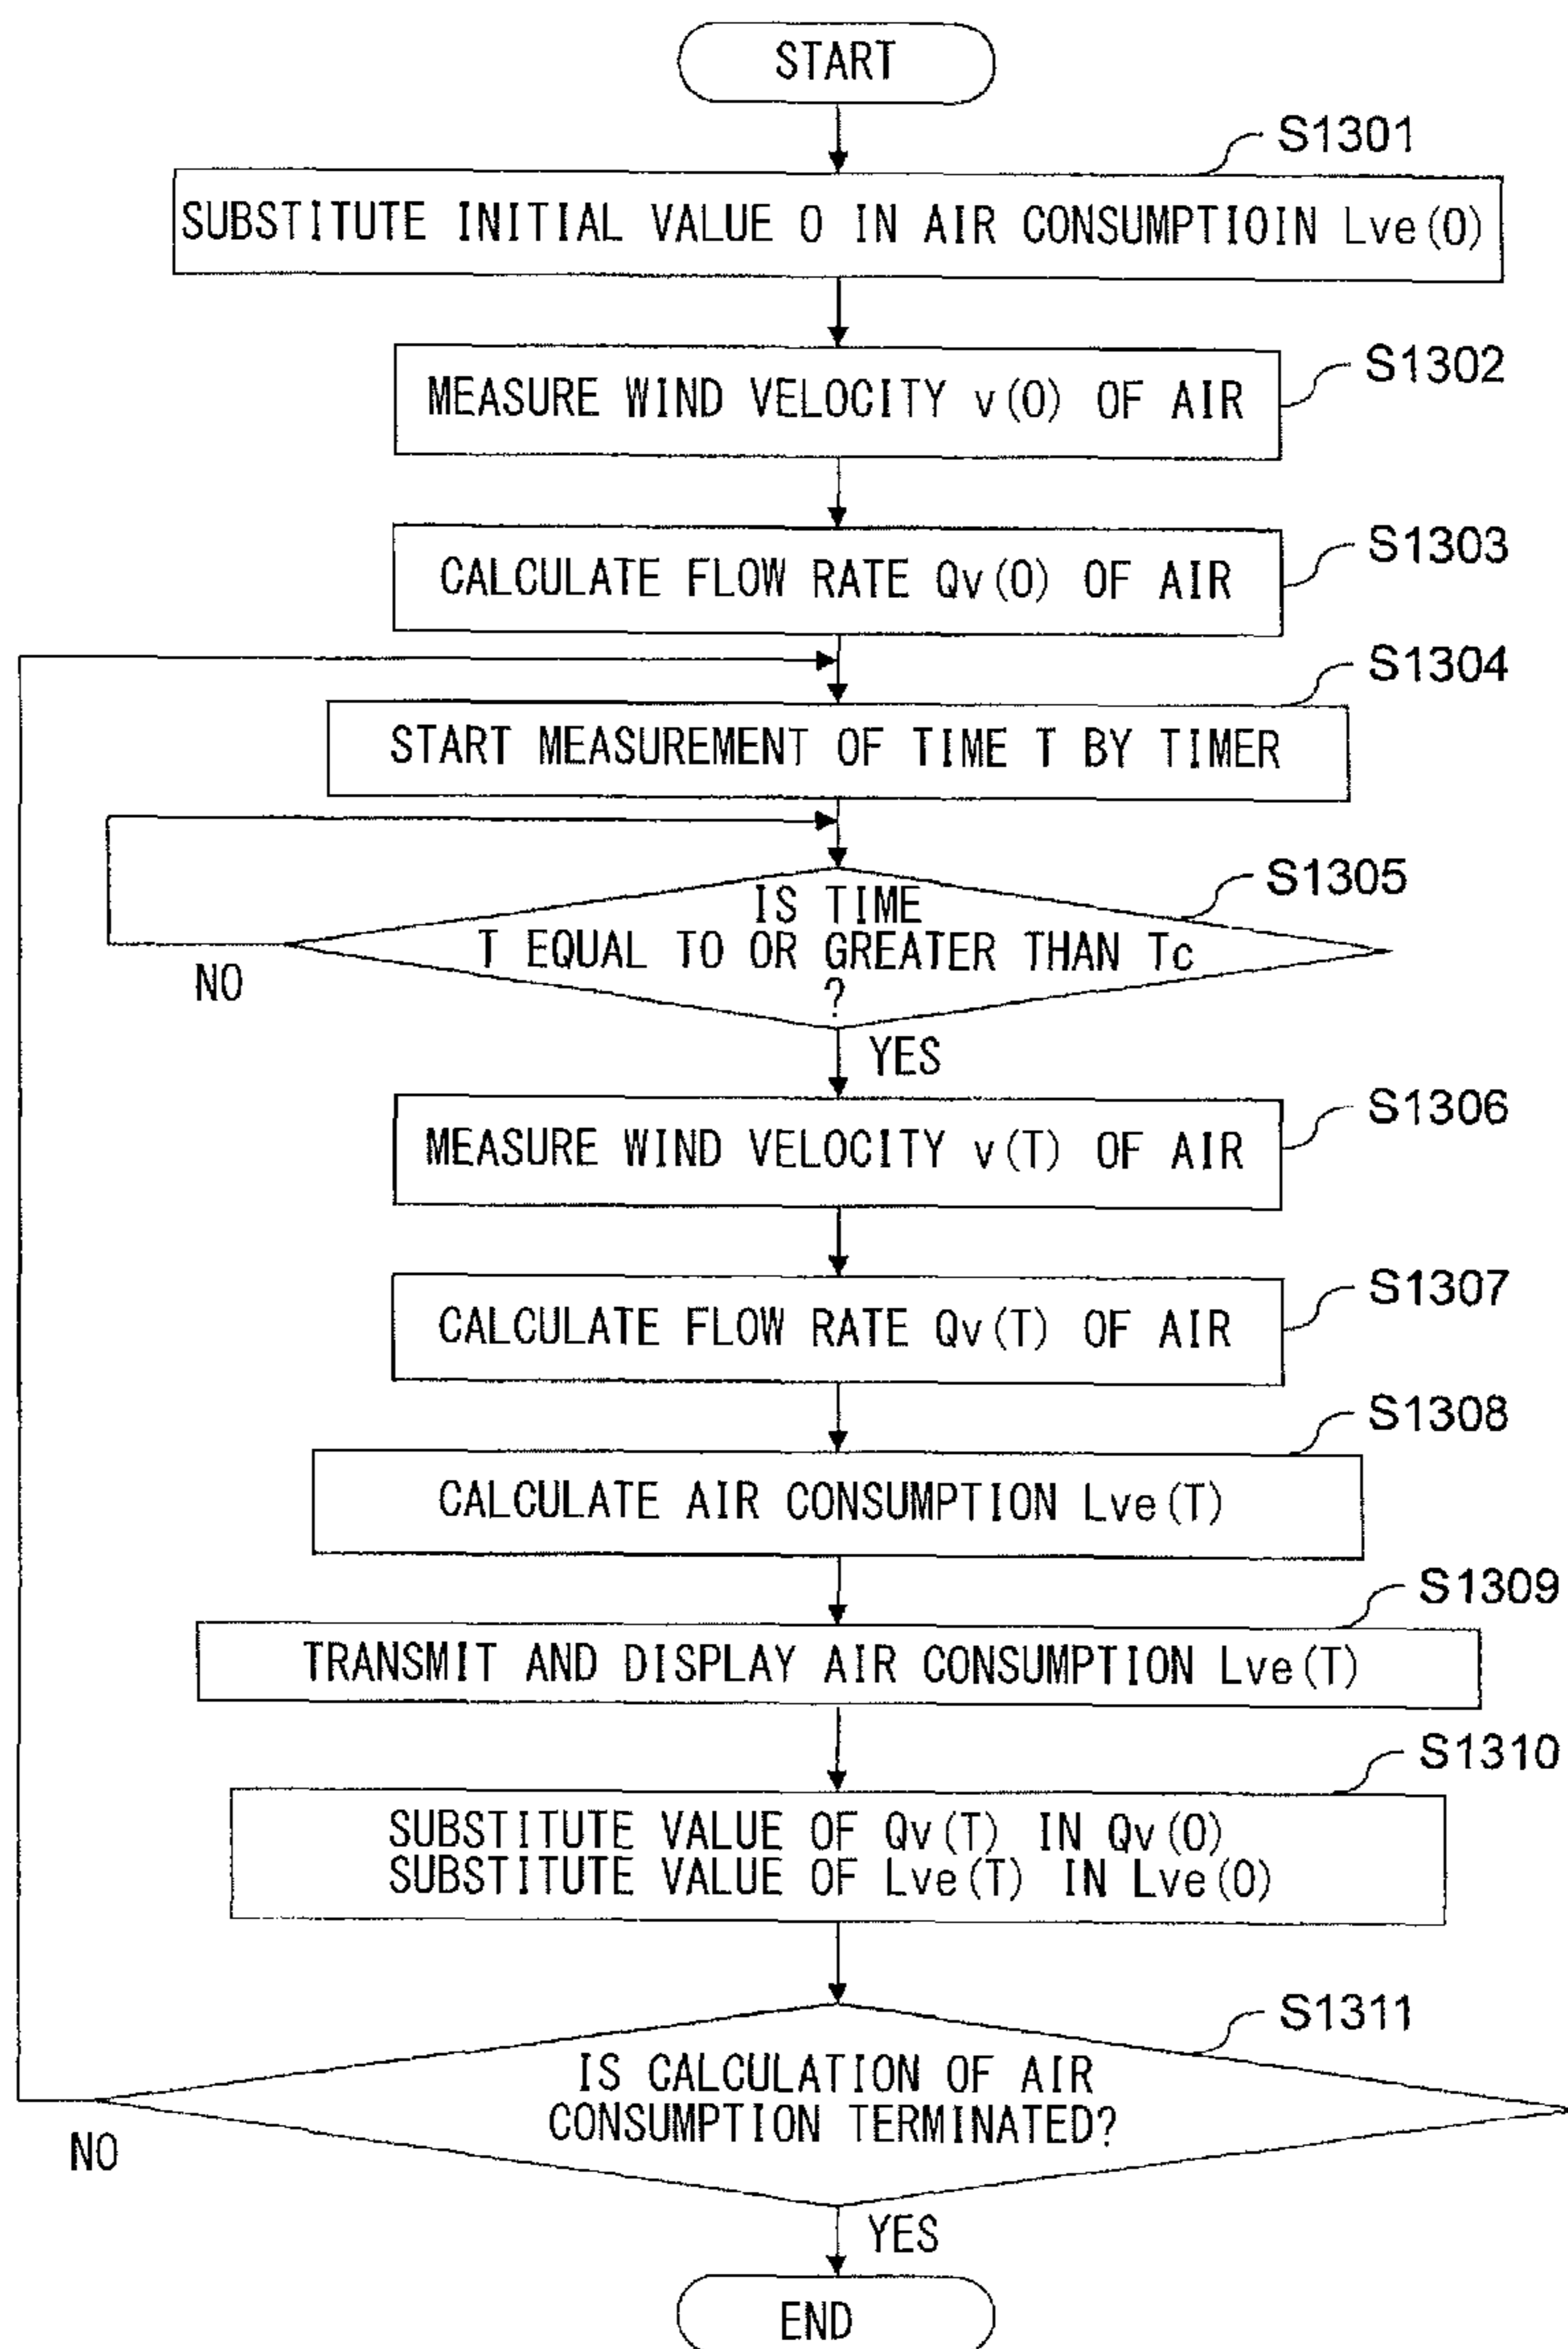 START
S1301
SUBSTITUTE INITIAL VALUE 0 IN AIR CONSUMPTIOIN Lve(0)
S1302
MEASURE WIND VELOCITY v(0) OF AIR
S1303
CALCULATE FLOW RATE Qv(0) OF AIR
S1304
START MEASUREMENT OF TIME T BY TIMER
S1305
IS TIME
T EQUAL TO OR GREATER THAN Tc
?
NO
YES
S1306
MEASURE WIND VELOCITY v(T) OF AIR
S1307
CALCULATE FLOW RATE Qv(T) OF AIR
S1308
CALCULATE AIR CONSUMPTION Lve(T)
S1309
TRANSMIT AND DISPLAY AIR CONSUMPTION Lve(T)
S1310
SUBSTITUTE VALUE OF Qv(T) IN Qv(0)
SUBSTITUTE VALUE OF Lve(T) IN Lve(0)
S1311
IS CALCULATION OF AIR
CONSUMPTION TERMINATED?
NO
YES
END